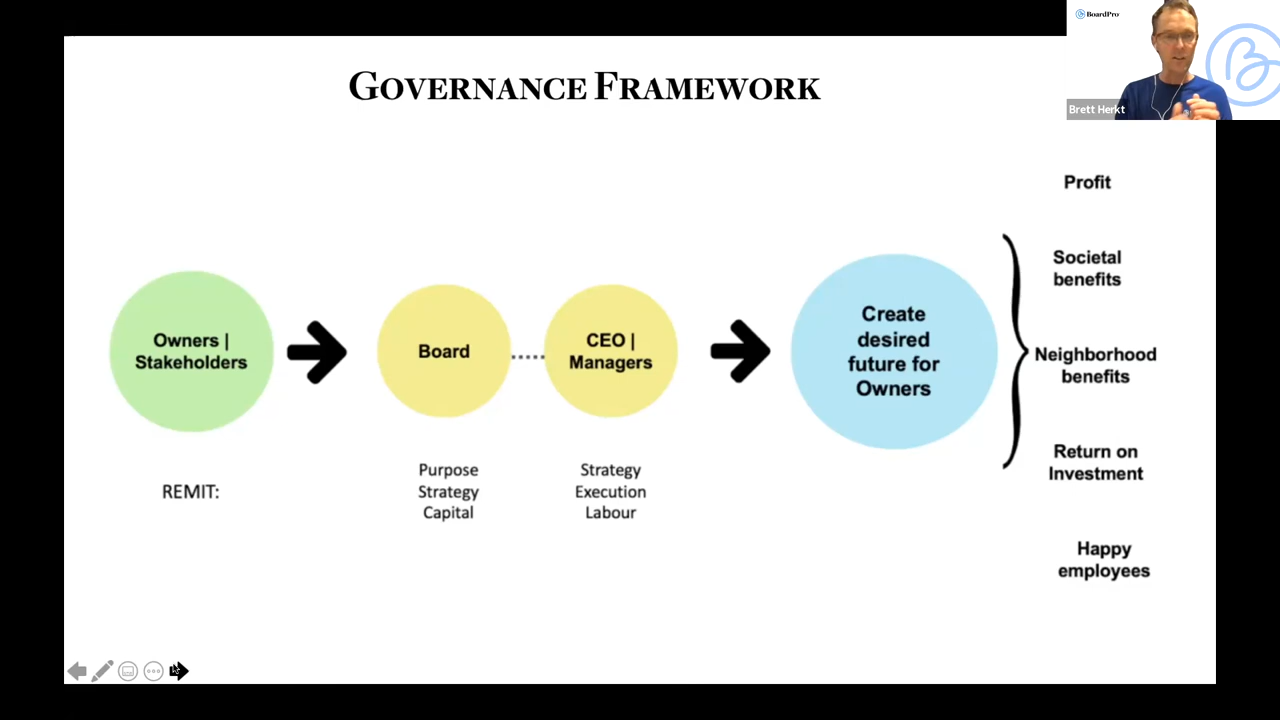 BoardPro
Brett Herkt
GOVERNANCE FRAMEWORK
Owners |
Stakeholders
Board
CEO |
Managers
Create
desired
future for
Owners
Profit
Societal
benefits
Neighborhood
benefits
Return on
Investment
Happy
employees
REMIT:
Purpose
Strategy
Capital
Strategy
Execution
Labour